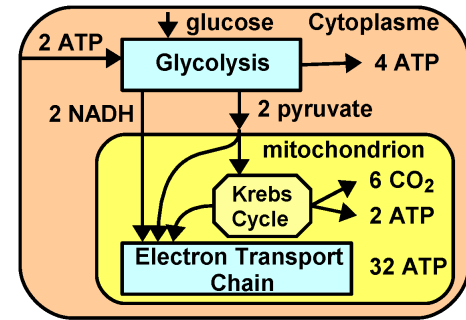 glucose
Cytoplasme
2 ATP
Glycolysis
4 ATP
2 NADH
2 pyruvate
mitochondrion
Krebs
Cycle
6 CO₂
2 ATP
Electron Transport
Chain
32 ATP